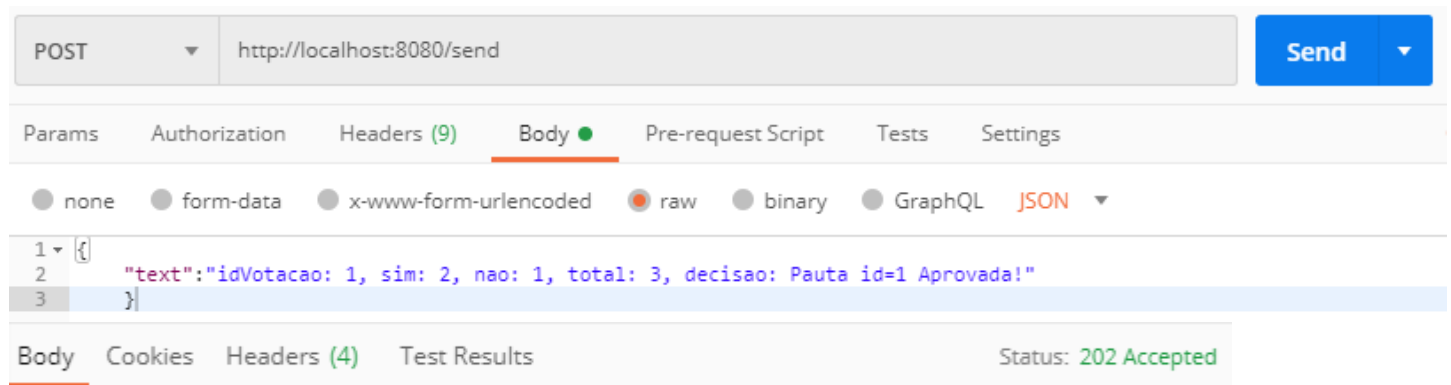 POST http://localhost:8080/send Send
Params Authorization Headers (9) Body Pre-request Script Tests Settings
none form-data x-www-form-urlencoded raw binary GraphQL JSON
1 {
2 "text":"idVotacao: 1, sim: 2, nao: 1, total: 3, decisao: Pauta id=1 Aprovada!"
3 }
Body Cookies Headers (4) Test Results Status: 202 Accepted